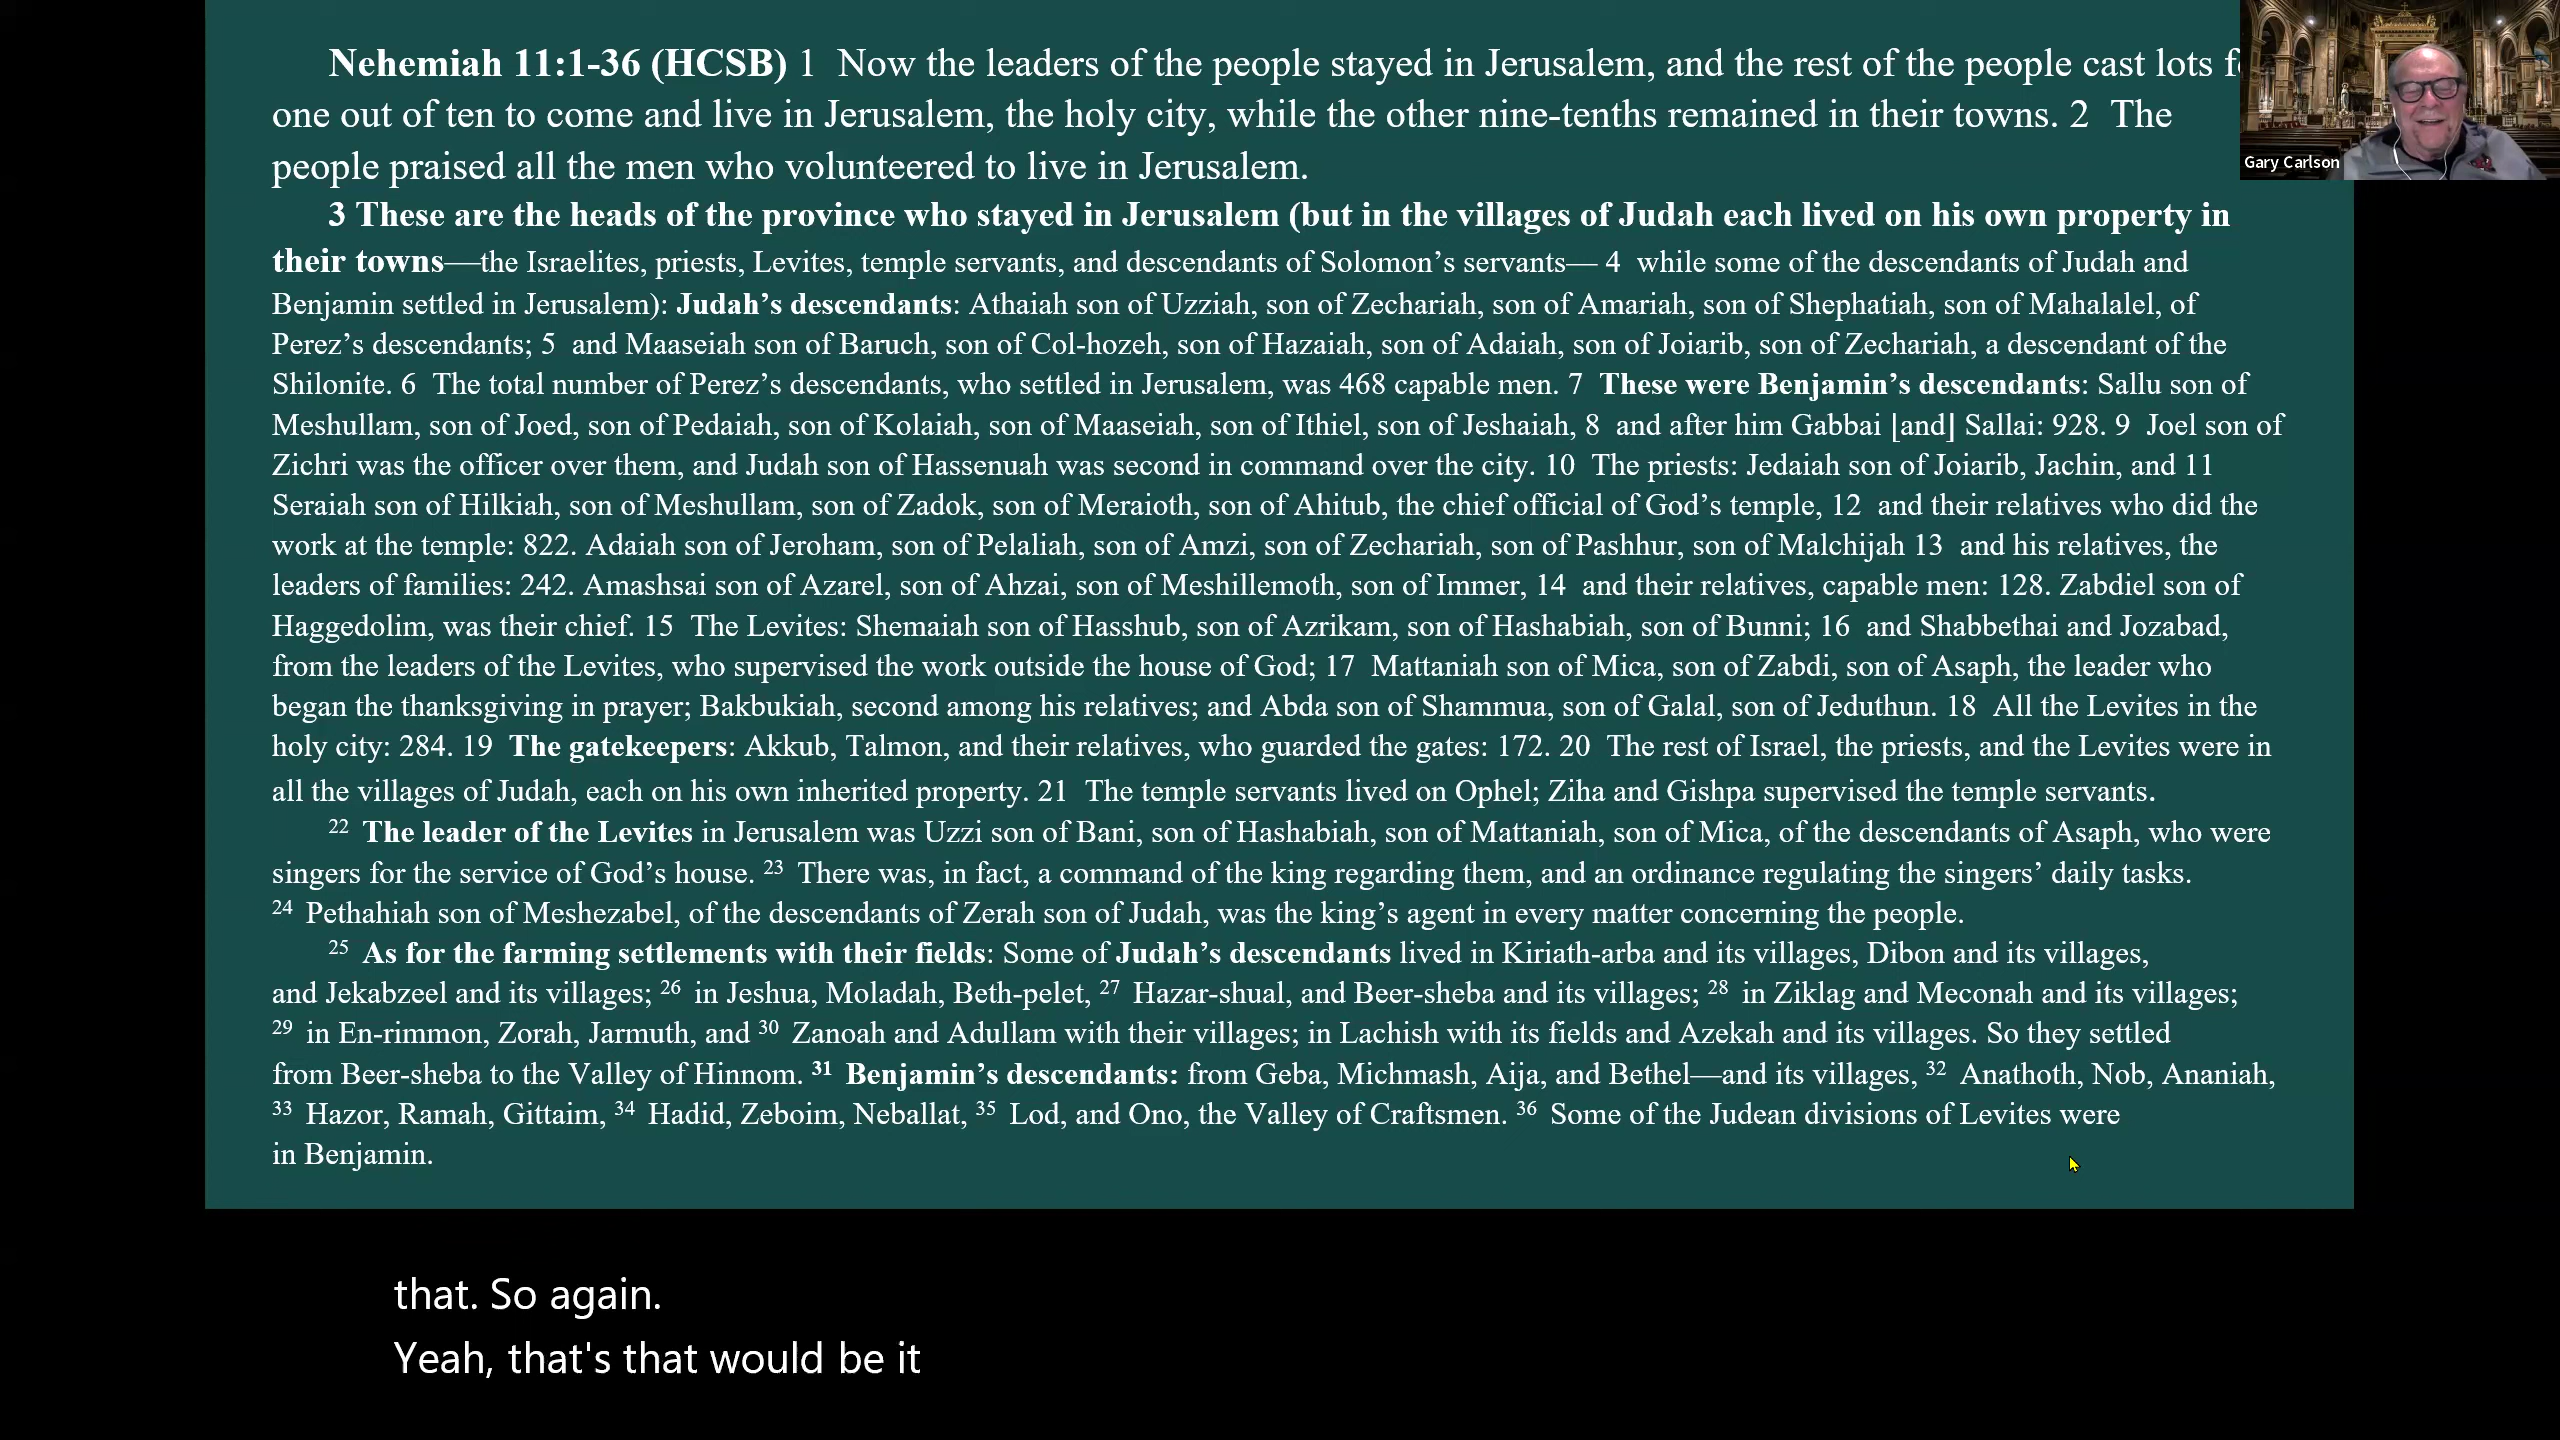 Nehemiah 11:1-36 (HCSB) 1 Now the leaders of the people stayed in Jerusalem, and the rest of the people cast lots
one out of ten to come and live in Jerusalem, the holy city, while the other nine-tenths remained in their towns. 2 The
people praised all the men who volunteered to live in Jerusalem.
3 These are the heads of the province who stayed in Jerusalem (but in the villages of Judah each lived on his own property in
their towns—the Israelites, priests, Levites, temple servants, and descendants of Solomon’s servants— 4 while some of the descendants of Judah and
Benjamin settled in Jerusalem): Judah’s descendants: Athaiah son of Uzziah, son of Zechariah, son of Amariah, son of Shephatiah, son of Mahalalel, of
Perez’s descendants; 5 and Maaseiah son of Baruch, son of Col-hozeh, son of Hazaiah, son of Adaiah, son of Joiarib, son of Zechariah, a descendant of the
Shilonite. 6 The total number of Perez’s descendants, who settled in Jerusalem, was 468 capable men. 7 These were Benjamin’s descendants: Sallu son of
Meshullam, son of Joed, son of Pedaiah, son of Kolaiah, son of Maaseiah, son of Ithiel, son of Jeshaiah, 8 and after him Gabbai [and] Sallai: 928. 9 Joel son of
Zichri was the officer over them, and Judah son of Hassenuah was second in command over the city. 10 The priests: Jedaiah son of Joiarib, Jachin, and 11
Seraiah son of Hilkiah, son of Meshullam, son of Zadok, son of Meraioth, son of Ahitub, the chief official of God’s temple, 12 and their relatives who did the
work at the temple: 822. Adaiah son of Jeroham, son of Pelaliah, son of Amzi, son of Zechariah, son of Pashhur, son of Malchijah 13 and his relatives, the
leaders of families: 242. Amashsai son of Azarel, son of Ahzai, son of Meshillemoth, son of Immer, 14 and their relatives, capable men: 128. Zabdiel son of
Haggedolim, was their chief. 15 The Levites: Shemaiah son of Hasshub, son of Azrikam, son of Hashabiah, son of Bunni; 16 and Shabbethai and Jozabad,
from the leaders of the Levites, who supervised the work outside the house of God; 17 Mattaniah son of Mica, son of Zabdi, son of Asaph, the leader who
began the thanksgiving in prayer; Bakbukiah, second among his relatives; and Abda son of Shammua, son of Galal, son of Jeduthun. 18 All the Levites in the
holy city: 284. 19 The gatekeepers: Akkub, Talmon, and their relatives, who guarded the gates: 172. 20 The rest of Israel, the priests, and the Levites were in
all the villages of Judah, each on his own inherited property. 21 The temple servants lived on Ophel; Ziha and Gishpa supervised the temple servants.
22 The leader of the Levites in Jerusalem was Uzzi son of Bani, son of Hashabiah, son of Mattaniah, son of Mica, of the descendants of Asaph, who were
singers for the service of God’s house. 23 There was, in fact, a command of the king regarding them, and an ordinance regulating the singers’ daily tasks.
24 Pethahiah son of Meshezabel, of the descendants of Zerah son of Judah, was the king’s agent in every matter concerning the people.
25 As for the farming settlements with their fields: Some of Judah’s descendants lived in Kiriath-arba and its villages, Dibon and its villages,
and Jekabzeel and its villages; 26 in Jeshua, Moladah, Beth-pelet, 27 Hazar-shual, and Beer-sheba and its villages; 28 in Ziklag and Meconah and its villages;
29 in En-rimmon, Zorah, Jarmuth, and 30 Zanoah and Adullam with their villages; in Lachish with its fields and Azekah and its villages. So they settled
from Beer-sheba to the Valley of Hinnom. 31 Benjamin’s descendants: from Geba, Michmash, Aija, and Bethel—and its villages, 32 Anathoth, Nob, Ananiah,
33 Hazor, Ramah, Gittaim, 34 Hadid, Zeboim, Neballat, 35 Lod, and Ono, the Valley of Craftsmen. 36 Some of the Judean divisions of Levites were
in Benjamin.
Gary Carlson
that. So again.
Yeah, that's that would be it